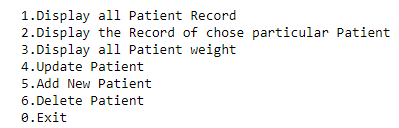 1.Display all Patient Record
2.Display the Record of chose particular Patient
3.Display all Patient weight
4.Update Patient
5.Add New Patient
6.Delete Patient
0.Exit